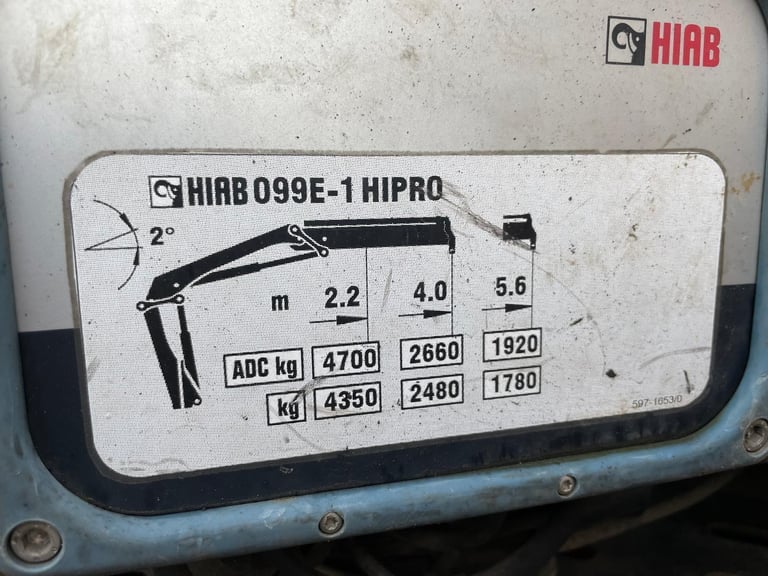 HIAB
HIAB 099E-1 HIPRO
2°
m 2.2 4.0 5.6
ADC kg 4700 2660 1920
kg 4350 2480 1780
597-1653/0